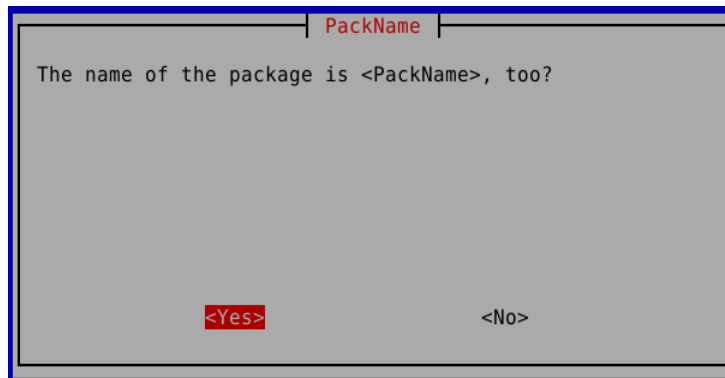 PackName
The name of the package is <PackName>, too?
<Yes> <No>